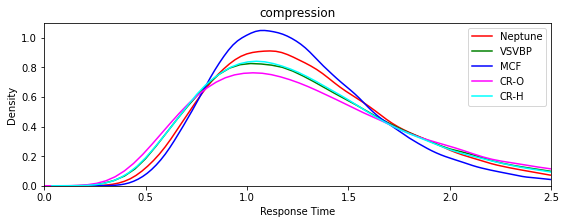 compression
Density
1.0
0.8
0.6
0.4
0.2
0.0
Neptune
VSVBP
MCF
CR-O
CR-H
0.0 0.5 1.0 1.5 2.0 2.5
Response Time